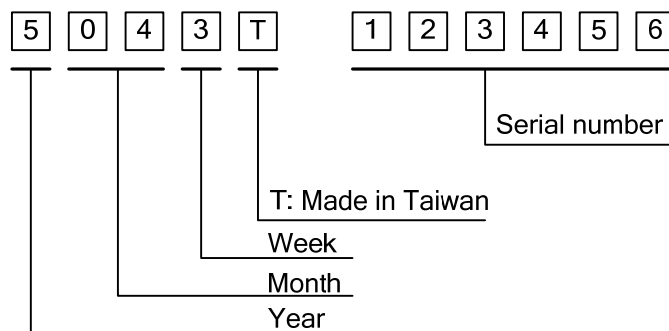 5 0 4 3 T 1 2 3 4 5 6
Serial number
T: Made in Taiwan
Week
Month
Year